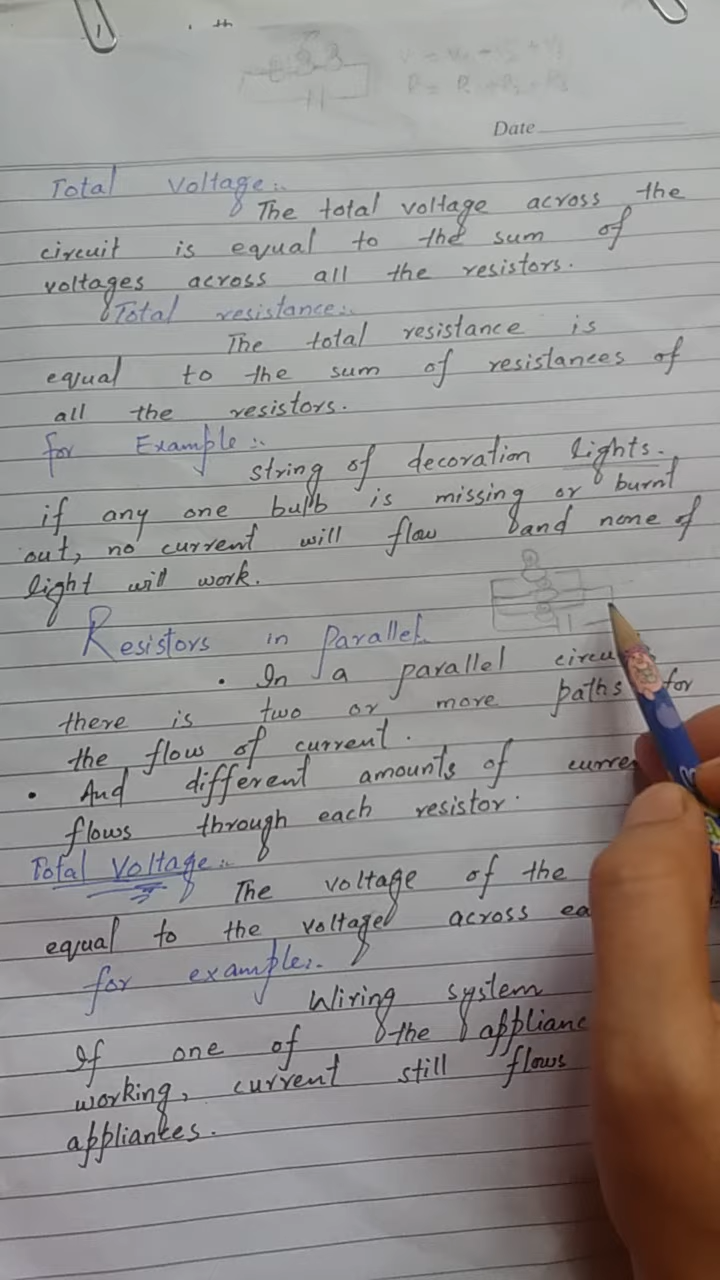 Date
Total Voltage:.
The total voltage across the
circuit is equal to the sum of
voltages across all the resistors.
Total resistance:.
The total resistance is
equal to the sum of resistances of
all the resistors.
for Example:.
string of decoration lights.
if any one bulb is missing or burnt
out, no current will flow and none of
light will work.
Resistors in Parallel
• In a parallel circu
there is two or more paths for
the flow of current.
• And different amounts of curre
flows through each resistor.
Total Voltage:.
The voltage of the
equal to the voltage across ea
for example:.
Wiring system
If one of the applianc
working, current still flows
appliances.